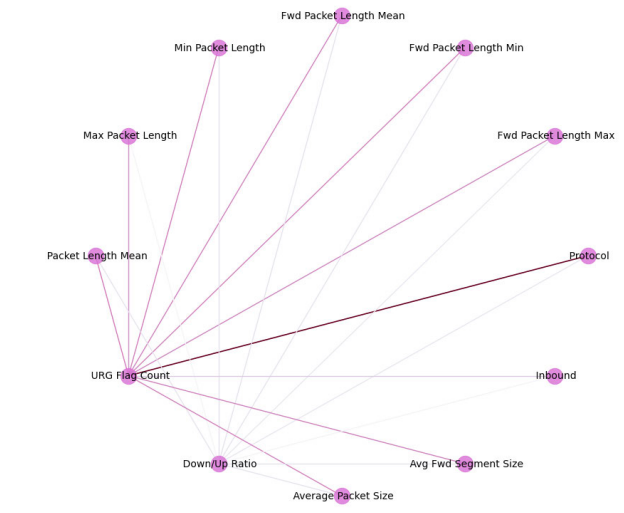 Fwd Packet Length Mean
Min Packet Length
Fwd Packet Length Min
Max Packet Length
Fwd Packet Length Max
Packet Length Mean
Protocol
URG Flag Count
Inbound
Down/Up Ratio
Avg Fwd Segment Size
Average Packet Size